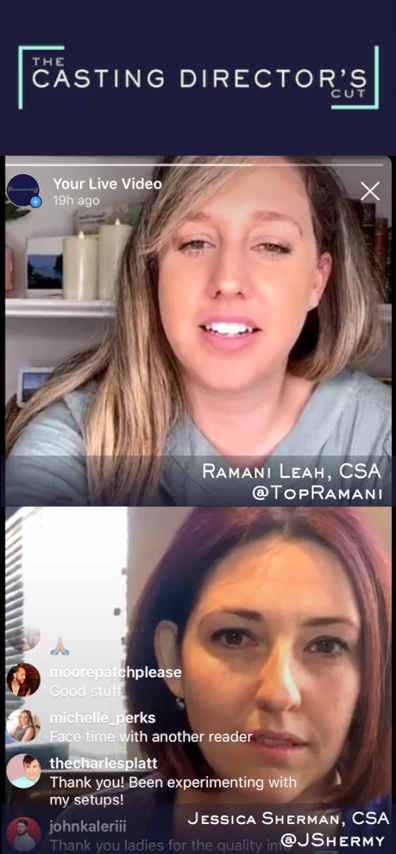 THE
CASTING DIRECTOR'S
CUT
Your Live Video
19h ago
RAMANI LEAH, CSA
@TOPRAMANI
moorepatchplease
Good stuff
michelle_perks
Face time with another reader
thecharlesplatt
Thank you! Been experimenting with
my setups!
JESSICA SHERMAN, CSA
@JSHERMY
johnkaleriii
Thank you ladies for the quality